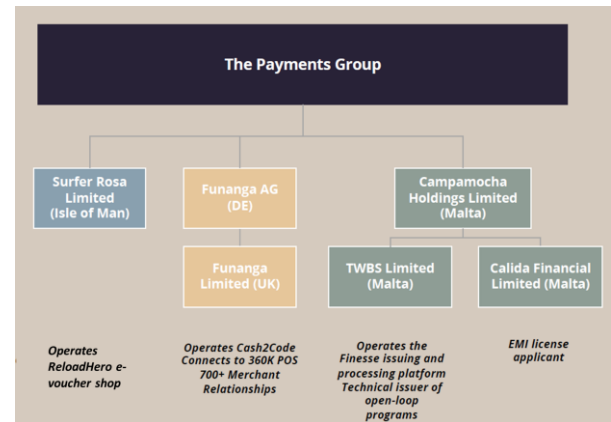 The Payments Group
Surfer Rosa
Limited
(Isle of Man)
Funanga AG
(DE)
Campamocha
Holdings Limited
(Malta)
Funanga
Limited (UK)
TWBS Limited
(Malta)
Calida Financial
Limited (Malta)
Operates
ReloadHero e-
voucher shop
Operates Cash2Code
Connects to 360K POS
700+ Merchant
Relationships
Operates the
Finesse issuing and
processing platform
Technical issuer of
open-loop
programs
EMI license
applicant